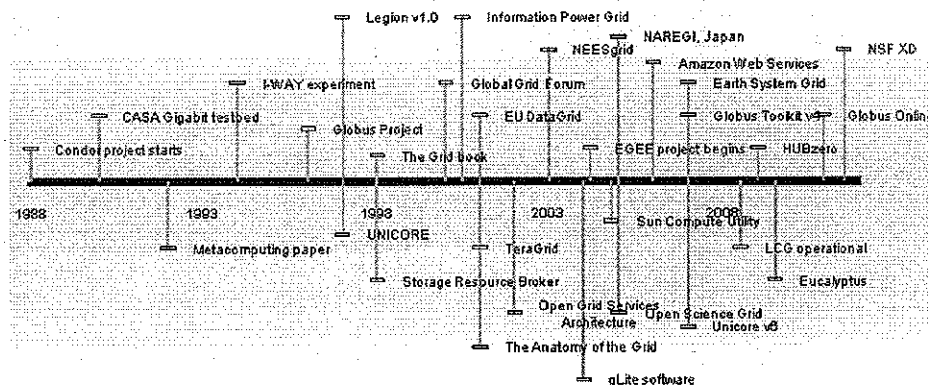 Legion v1.0
Information Power Grid
NAREGI, Japan
NEESgrid
NSF XD
Amazon Web Services
I-WAY experiment
Global Grid Forum
Earth System Grid
CASA Gigabit testbed
EU DataGrid
Globus Toolkit v4
Globus Online
Globus Project
Condor project starts
The Grid book
EGEE project begins
HUBzero
1988
1993
1998
2003
2008
Sun Compute Utility
Metacomputing paper
UNICORE
TeraGrid
LCG operational
Storage Resource Broker
Eucalyptus
Open Grid Services
Architecture
Open Science Grid
Unicore v6
The Anatomy of the Grid
gLite software